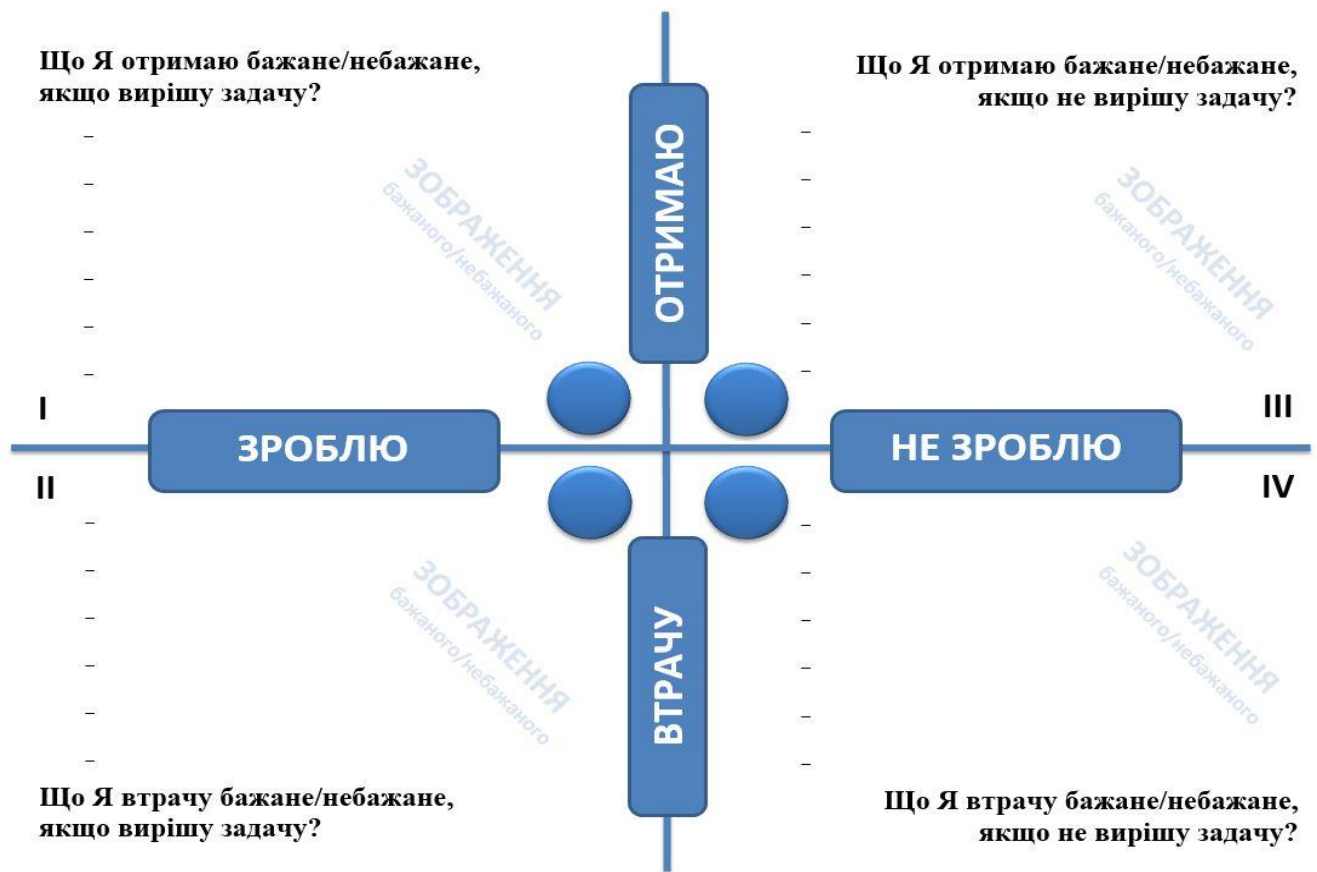 Що Я отримаю бажане/небажане,
якщо вирішу задачу?
–
–
–
–
–
–
ЗОБРАЖЕННЯ
бажаного/небажаного
I
ОТРИМАЮ
Що Я отримаю бажане/небажане,
якщо не вирішу задачу?
–
–
–
–
–
–
ЗОБРАЖЕННЯ
бажаного/небажаного
III
ЗРОБЛЮ
НЕ ЗРОБЛЮ
II
–
–
–
–
–
–
ЗОБРАЖЕННЯ
бажаного/небажаного
Що Я втрачу бажане/небажане,
якщо вирішу задачу?
ВТРАЧУ
IV
–
–
–
–
–
–
ЗОБРАЖЕННЯ
бажаного/небажаного
Що Я втрачу бажане/небажане,
якщо не вирішу задачу?